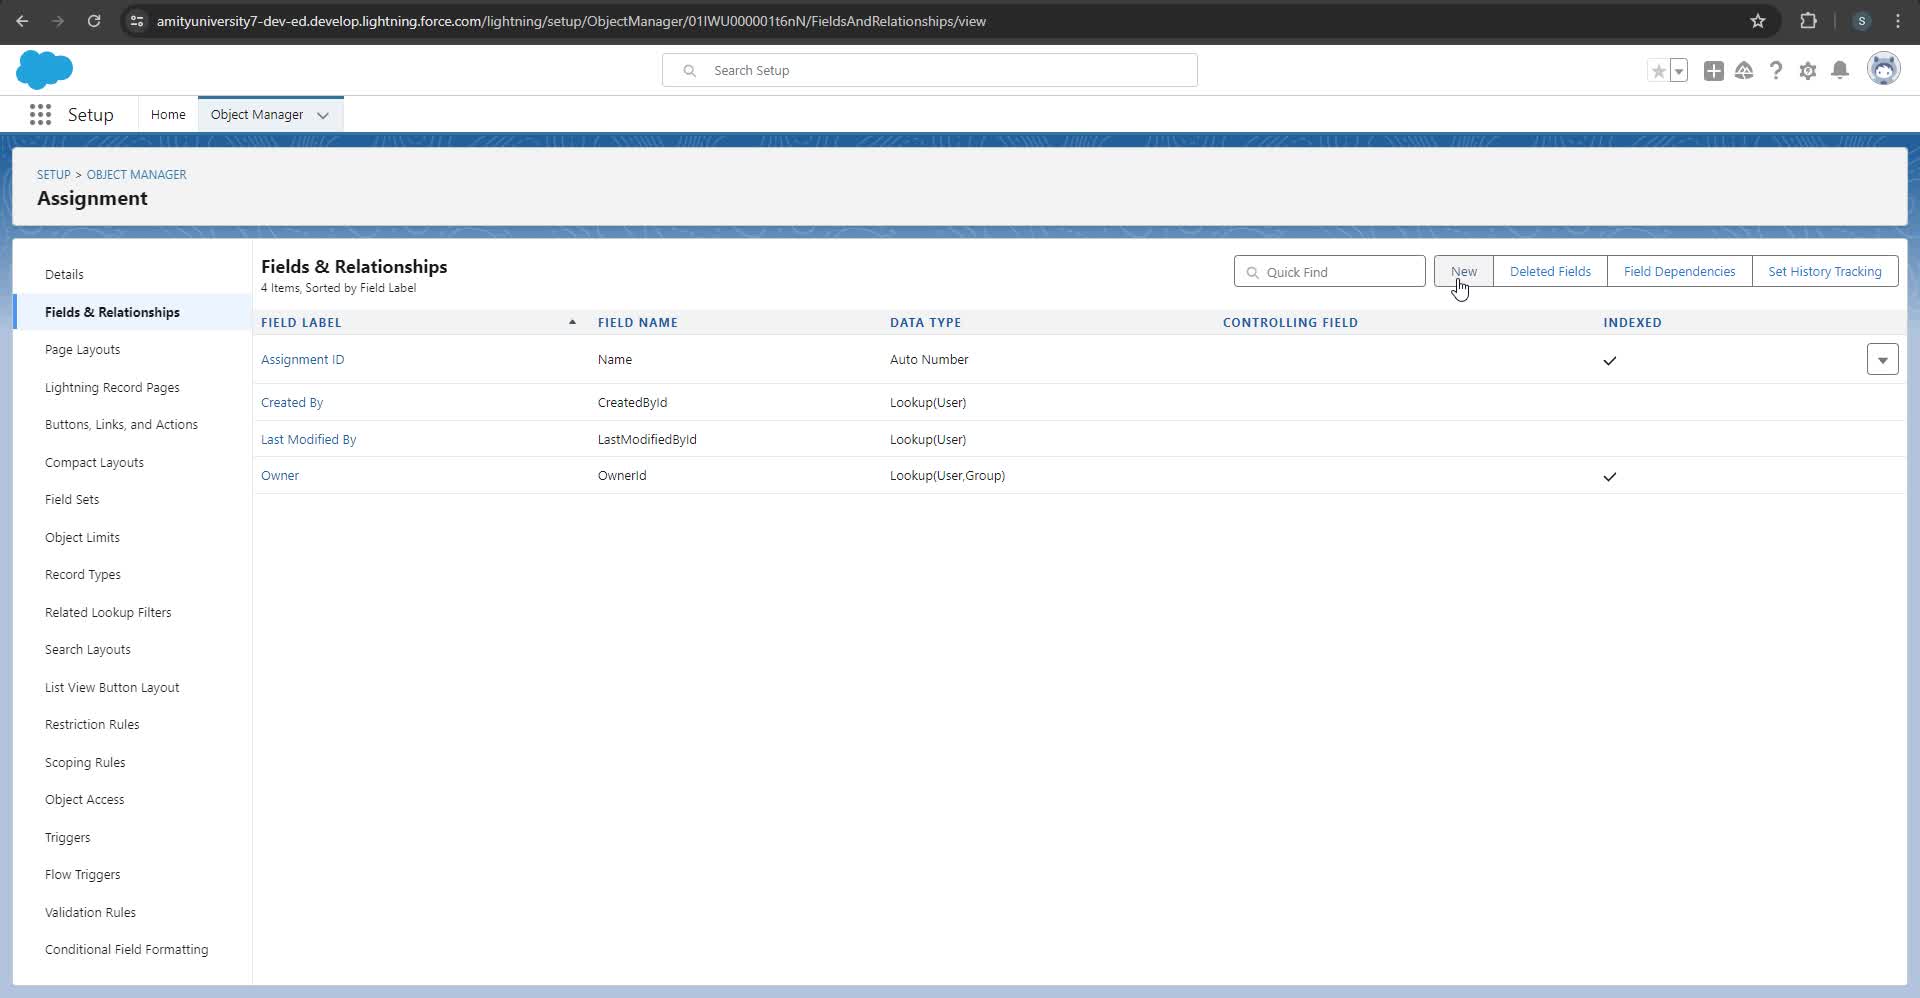 amityuniversity7-dev-ed.develop.lightning.force.com/lightning/setup/ObjectManager/01IWU000001t6nN/FieldsAndRelationships/view
S
Search Setup
Setup
Home
Object Manager
SETUP > OBJECT MANAGER
Assignment
Details
Fields & Relationships
Page Layouts
Lightning Record Pages
Buttons, Links, and Actions
Compact Layouts
Field Sets
Object Limits
Record Types
Related Lookup Filters
Search Layouts
List View Button Layout
Restriction Rules
Scoping Rules
Object Access
Triggers
Flow Triggers
Validation Rules
Conditional Field Formatting
Fields & Relationships
4 Items, Sorted by Field Label
Quick Find
New
Deleted Fields
Field Dependencies
Set History Tracking
FIELD LABEL FIELD NAME DATA TYPE CONTROLLING FIELD INDEXED
Assignment ID Name Auto Number
Created By CreatedById Lookup(User)
Last Modified By LastModifiedById Lookup(User)
Owner OwnerId Lookup(User,Group)